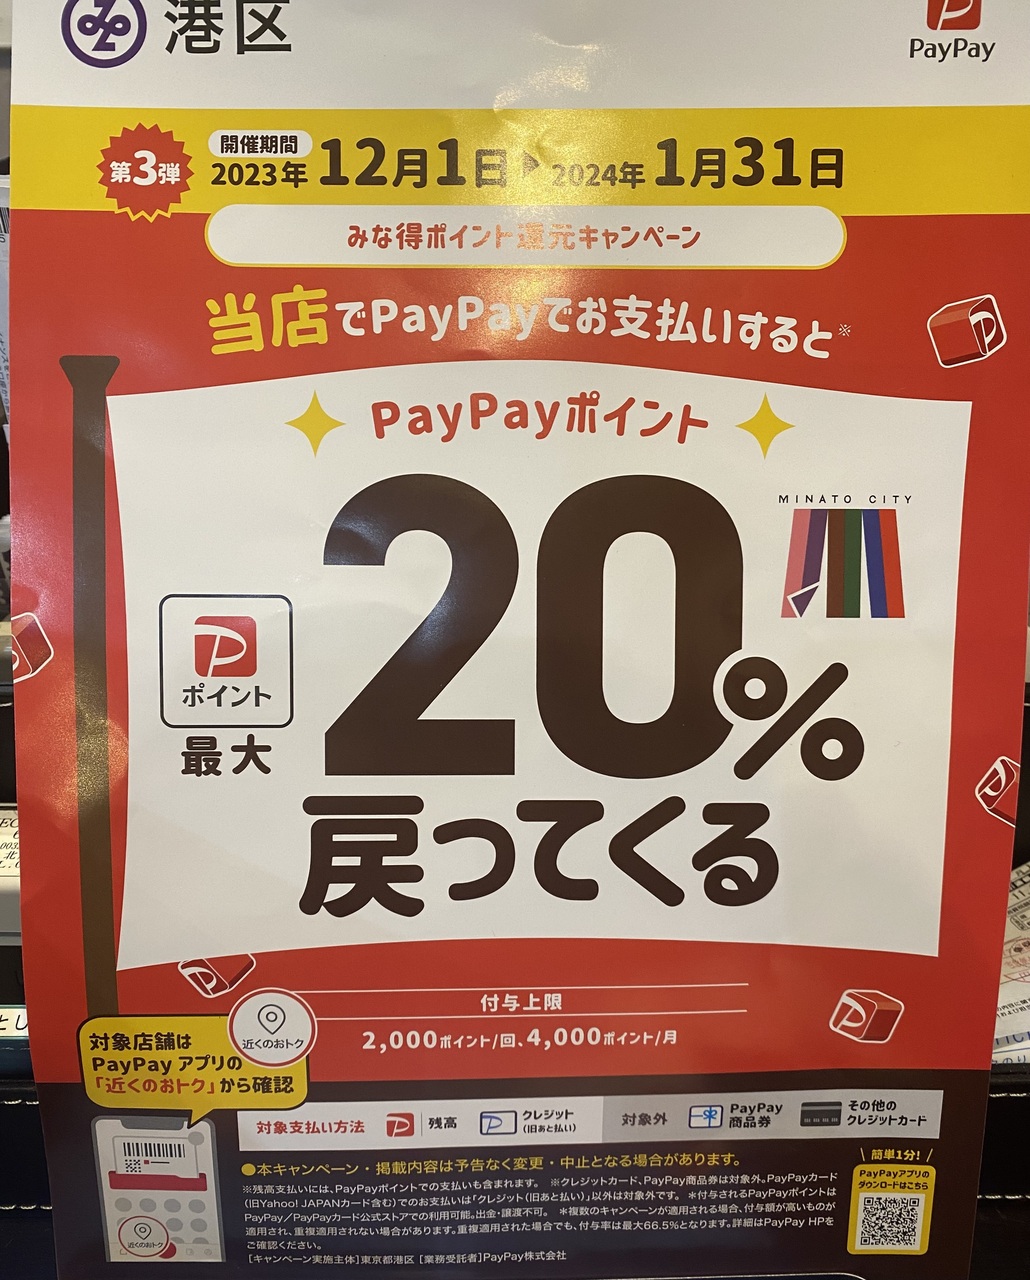 港区
PayPay
第3弾
開催期間
2023年12月1日▶2024年1月31日
みな得ポイント還元キャンペーン
当店でPayPayでお支払いすると※
PayPayポイント
MINATO CITY
ポイント
最大
20%
戻ってくる
付与上限
2,000ポイント/回、4,000ポイント/月
近くのおトク
対象店舗は
PayPay アプリの
「近くのおトク」から確認
対象支払い方法
残高
クレジット
(旧あと払い)
対象外
PayPay
商品券
その他の
クレジットカード
近くのおトク
●本キャンペーン・掲載内容は予告なく変更・中止となる場合があります。
※残高支払いには、PayPayポイントでの支払いも含まれます。 ※クレジットカード、PayPay商品券は対象外。PayPayカード
(旧Yahoo! JAPANカード含む)でのお支払いは「クレジット(旧あと払い)」以外は対象外です。 *付与されるPayPayポイントは
PayPay/PayPayカード公式ストアでの利用可能。出金・譲渡不可。 *複数のキャンペーンが適用される場合、付与額が高いものが
適用され、重複適用されない場合があります。重複適用された場合でも、付与率は最大66.5%となります。詳細はPayPay HPを
ご確認ください。
[キャンペーン実施主体]東京都港区 [業務受託者]PayPay株式会社
\ 簡単1分! /
PayPayアプリの
ダウンロードはこちら